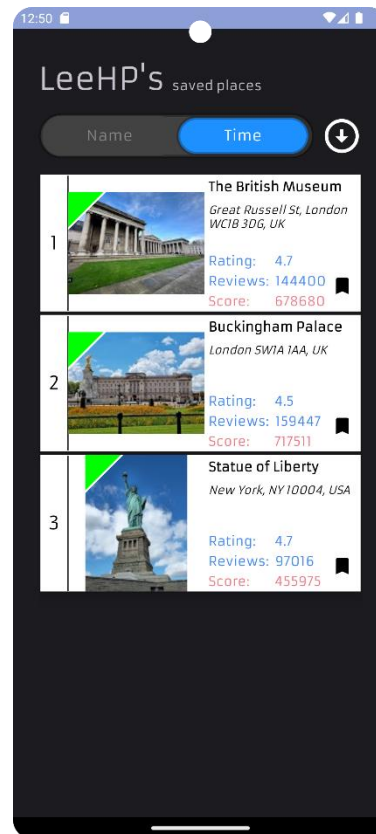 12:50
LeeHP's saved places
Name Time
1
The British Museum
Great Russell St, London
WC1B 3DG, UK
Rating: 4.7
Reviews: 144400
Score: 678680
2
Buckingham Palace
London SW1A 1AA, UK
Rating: 4.5
Reviews: 159447
Score: 717511
3
Statue of Liberty
New York, NY 10004, USA
Rating: 4.7
Reviews: 97016
Score: 455975